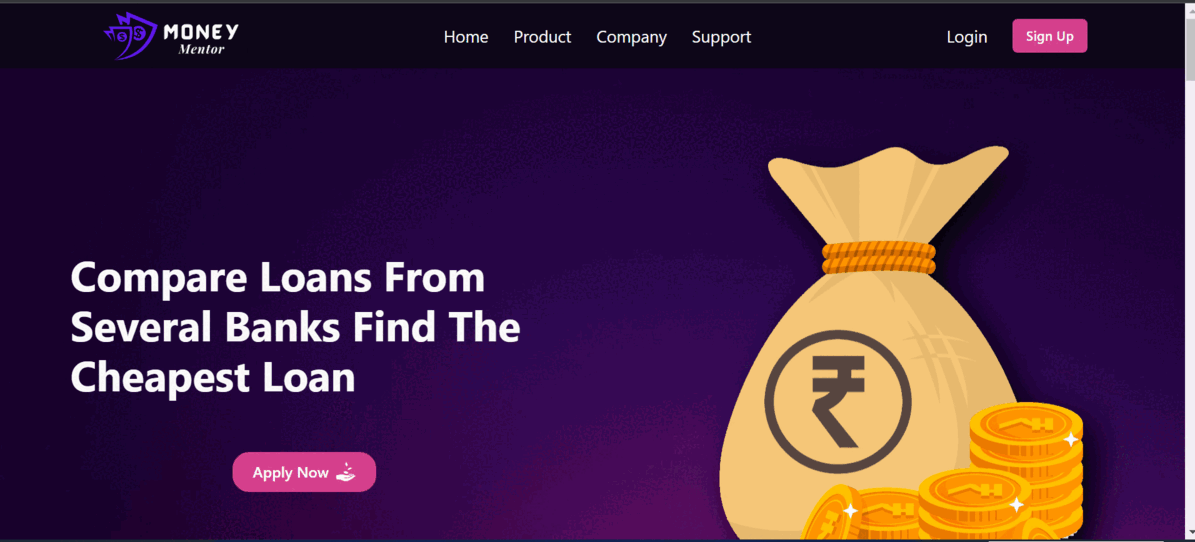 MONEY
Mentor
Home Product Company Support
Login Sign Up
Compare Loans From
Several Banks Find The
Cheapest Loan
Apply Now
₹